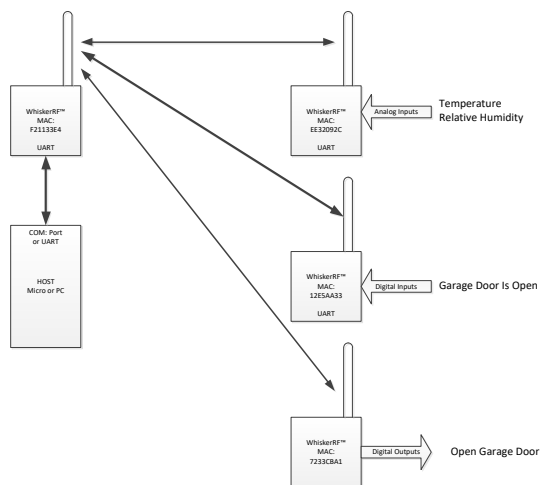 WhiskerRF™
MAC:
F21133E4
UART
COM: Port
or UART
HOST
Micro or PC
WhiskerRF™
MAC:
EE32092C
UART
Analog Inputs
Temperature
Relative Humidity
WhiskerRF™
MAC:
12E5AA33
UART
Digital Inputs
Garage Door Is Open
WhiskerRF™
MAC:
7233CBA1
Digital Outputs
Open Garage Door